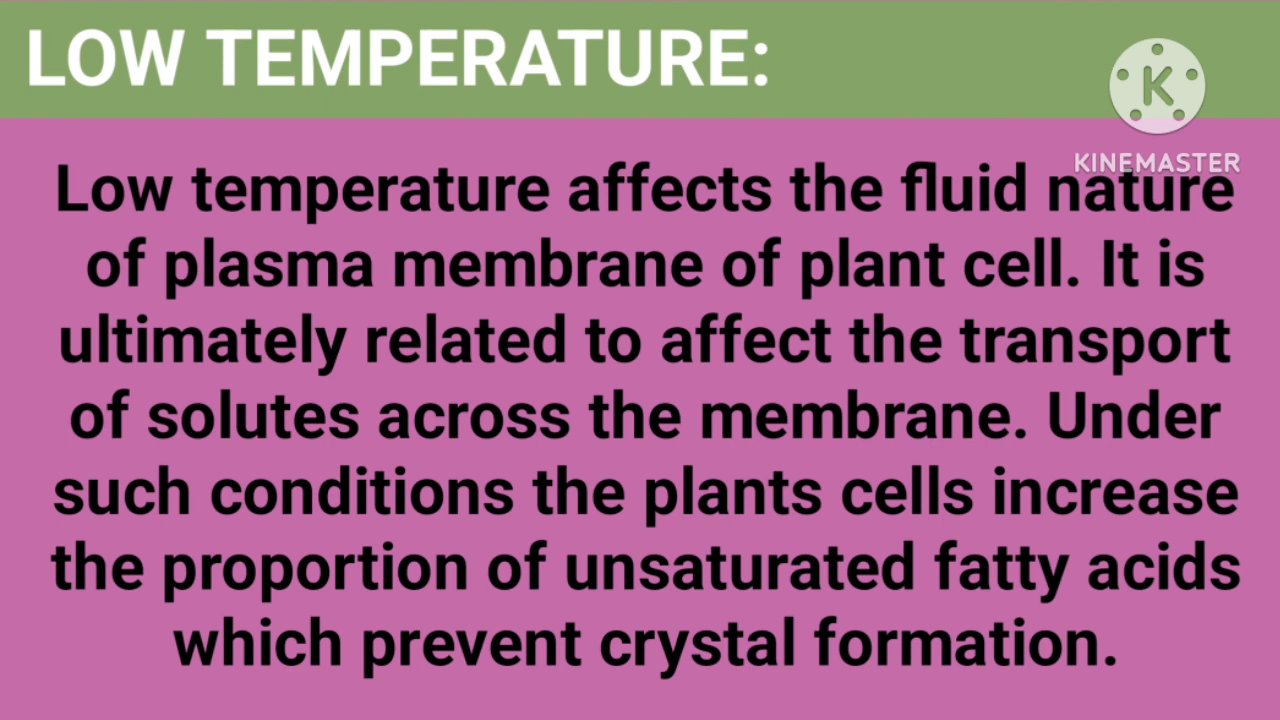 LOW TEMPERATURE:
K
KINEMASTER
Low temperature affects the fluid nature
of plasma membrane of plant cell. It is
ultimately related to affect the transport
of solutes across the membrane. Under
such conditions the plants cells increase
the proportion of unsaturated fatty acids
which prevent crystal formation.